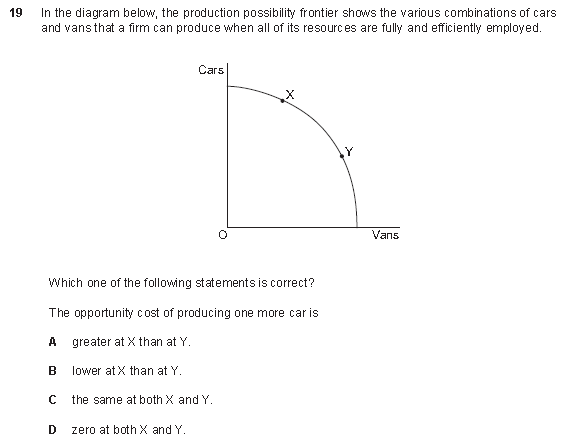 19 In the diagram below, the production possibility frontier shows the various combinations of cars
and vans that a firm can produce when all of its resources are fully and efficiently employed.
Cars
X
Y
O
Vans
Which one of the following statements is correct?
The opportunity cost of producing one more car is
A greater at X than at Y.
B lower at X than at Y.
C the same at both X and Y.
D zero at both X and Y.